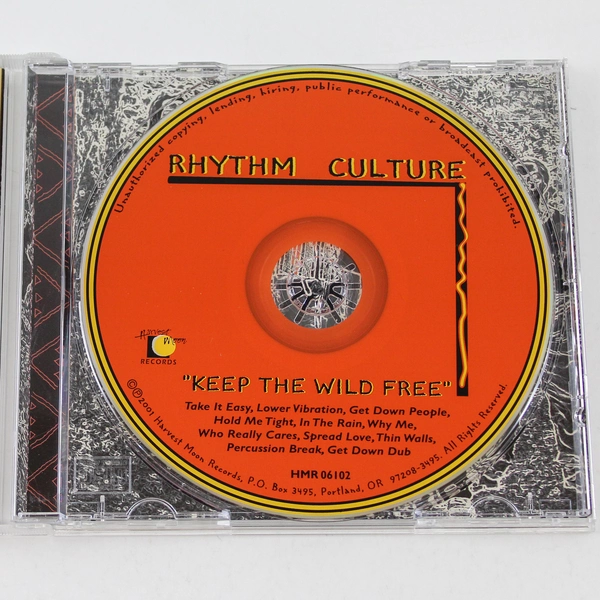 Unauthorized copying, lending, hiring, public performance or broadcast prohibited.
RHYTHM CULTURE
Harvest
Moon
RECORDS
"KEEP THE WILD FREE"
Take It Easy, Lower Vibration, Get Down People,
Hold Me Tight, In The Rain, Why Me,
Who Really Cares, Spread Love, Thin Walls,
Percussion Break, Get Down Dub
HMR 06102
©℗2001 Harvest Moon Records, P.O. Box 3495, Portland, OR 97208-3495. All Rights Reserved.